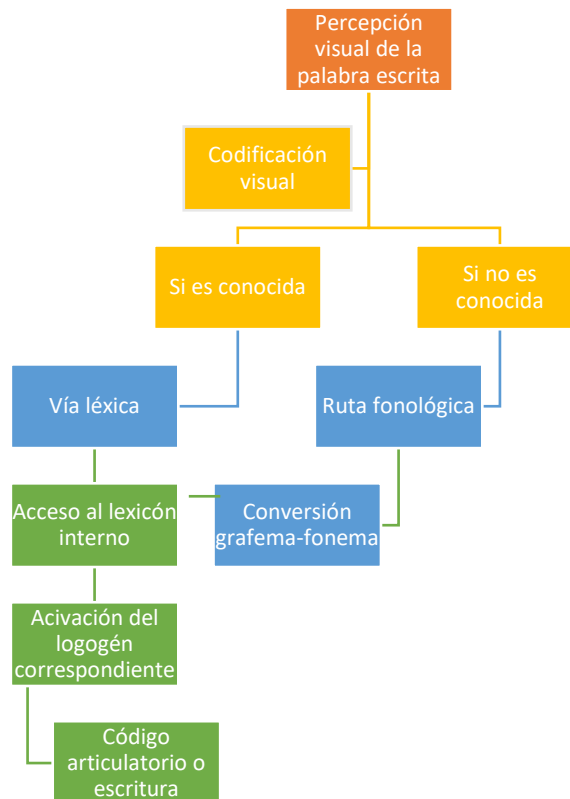 Percepción
visual de la
palabra escrita
Codificación
visual
Si es conocida
Si no es
conocida
Vía léxica
Ruta fonológica
Acceso al lexicón
interno
Conversión
grafema-fonema
Acivación del
logogén
correspondiente
Código
articulatorio o
escritura